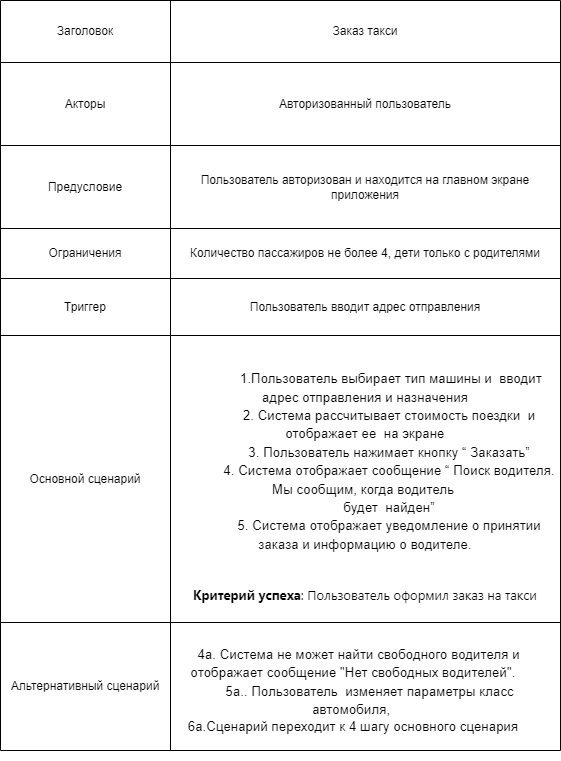 Заголовок
Заказ такси
Акторы
Авторизованный пользователь
Предусловие
Пользователь авторизован и находится на главном экране
приложения
Ограничения
Количество пассажиров не более 4, дети только с родителями
Триггер
Пользователь вводит адрес отправления
Основной сценарий
1.Пользователь выбирает тип машины и вводит
адрес отправления и назначения
2. Система рассчитывает стоимость поездки и
отображает ее на экране
3. Пользователь нажимает кнопку “ Заказать”
4. Система отображает сообщение “ Поиск водителя.
Мы сообщим, когда водитель
будет найден”
5. Система отображает уведомление о принятии
заказа и информацию о водителе.
Критерий успеха: Пользователь оформил заказ на такси
Альтернативный сценарий
4а. Система не может найти свободного водителя и
отображает сообщение "Нет свободных водителей".
5а.. Пользователь изменяет параметры класс
автомобиля,
6а.Сценарий переходит к 4 шагу основного сценария